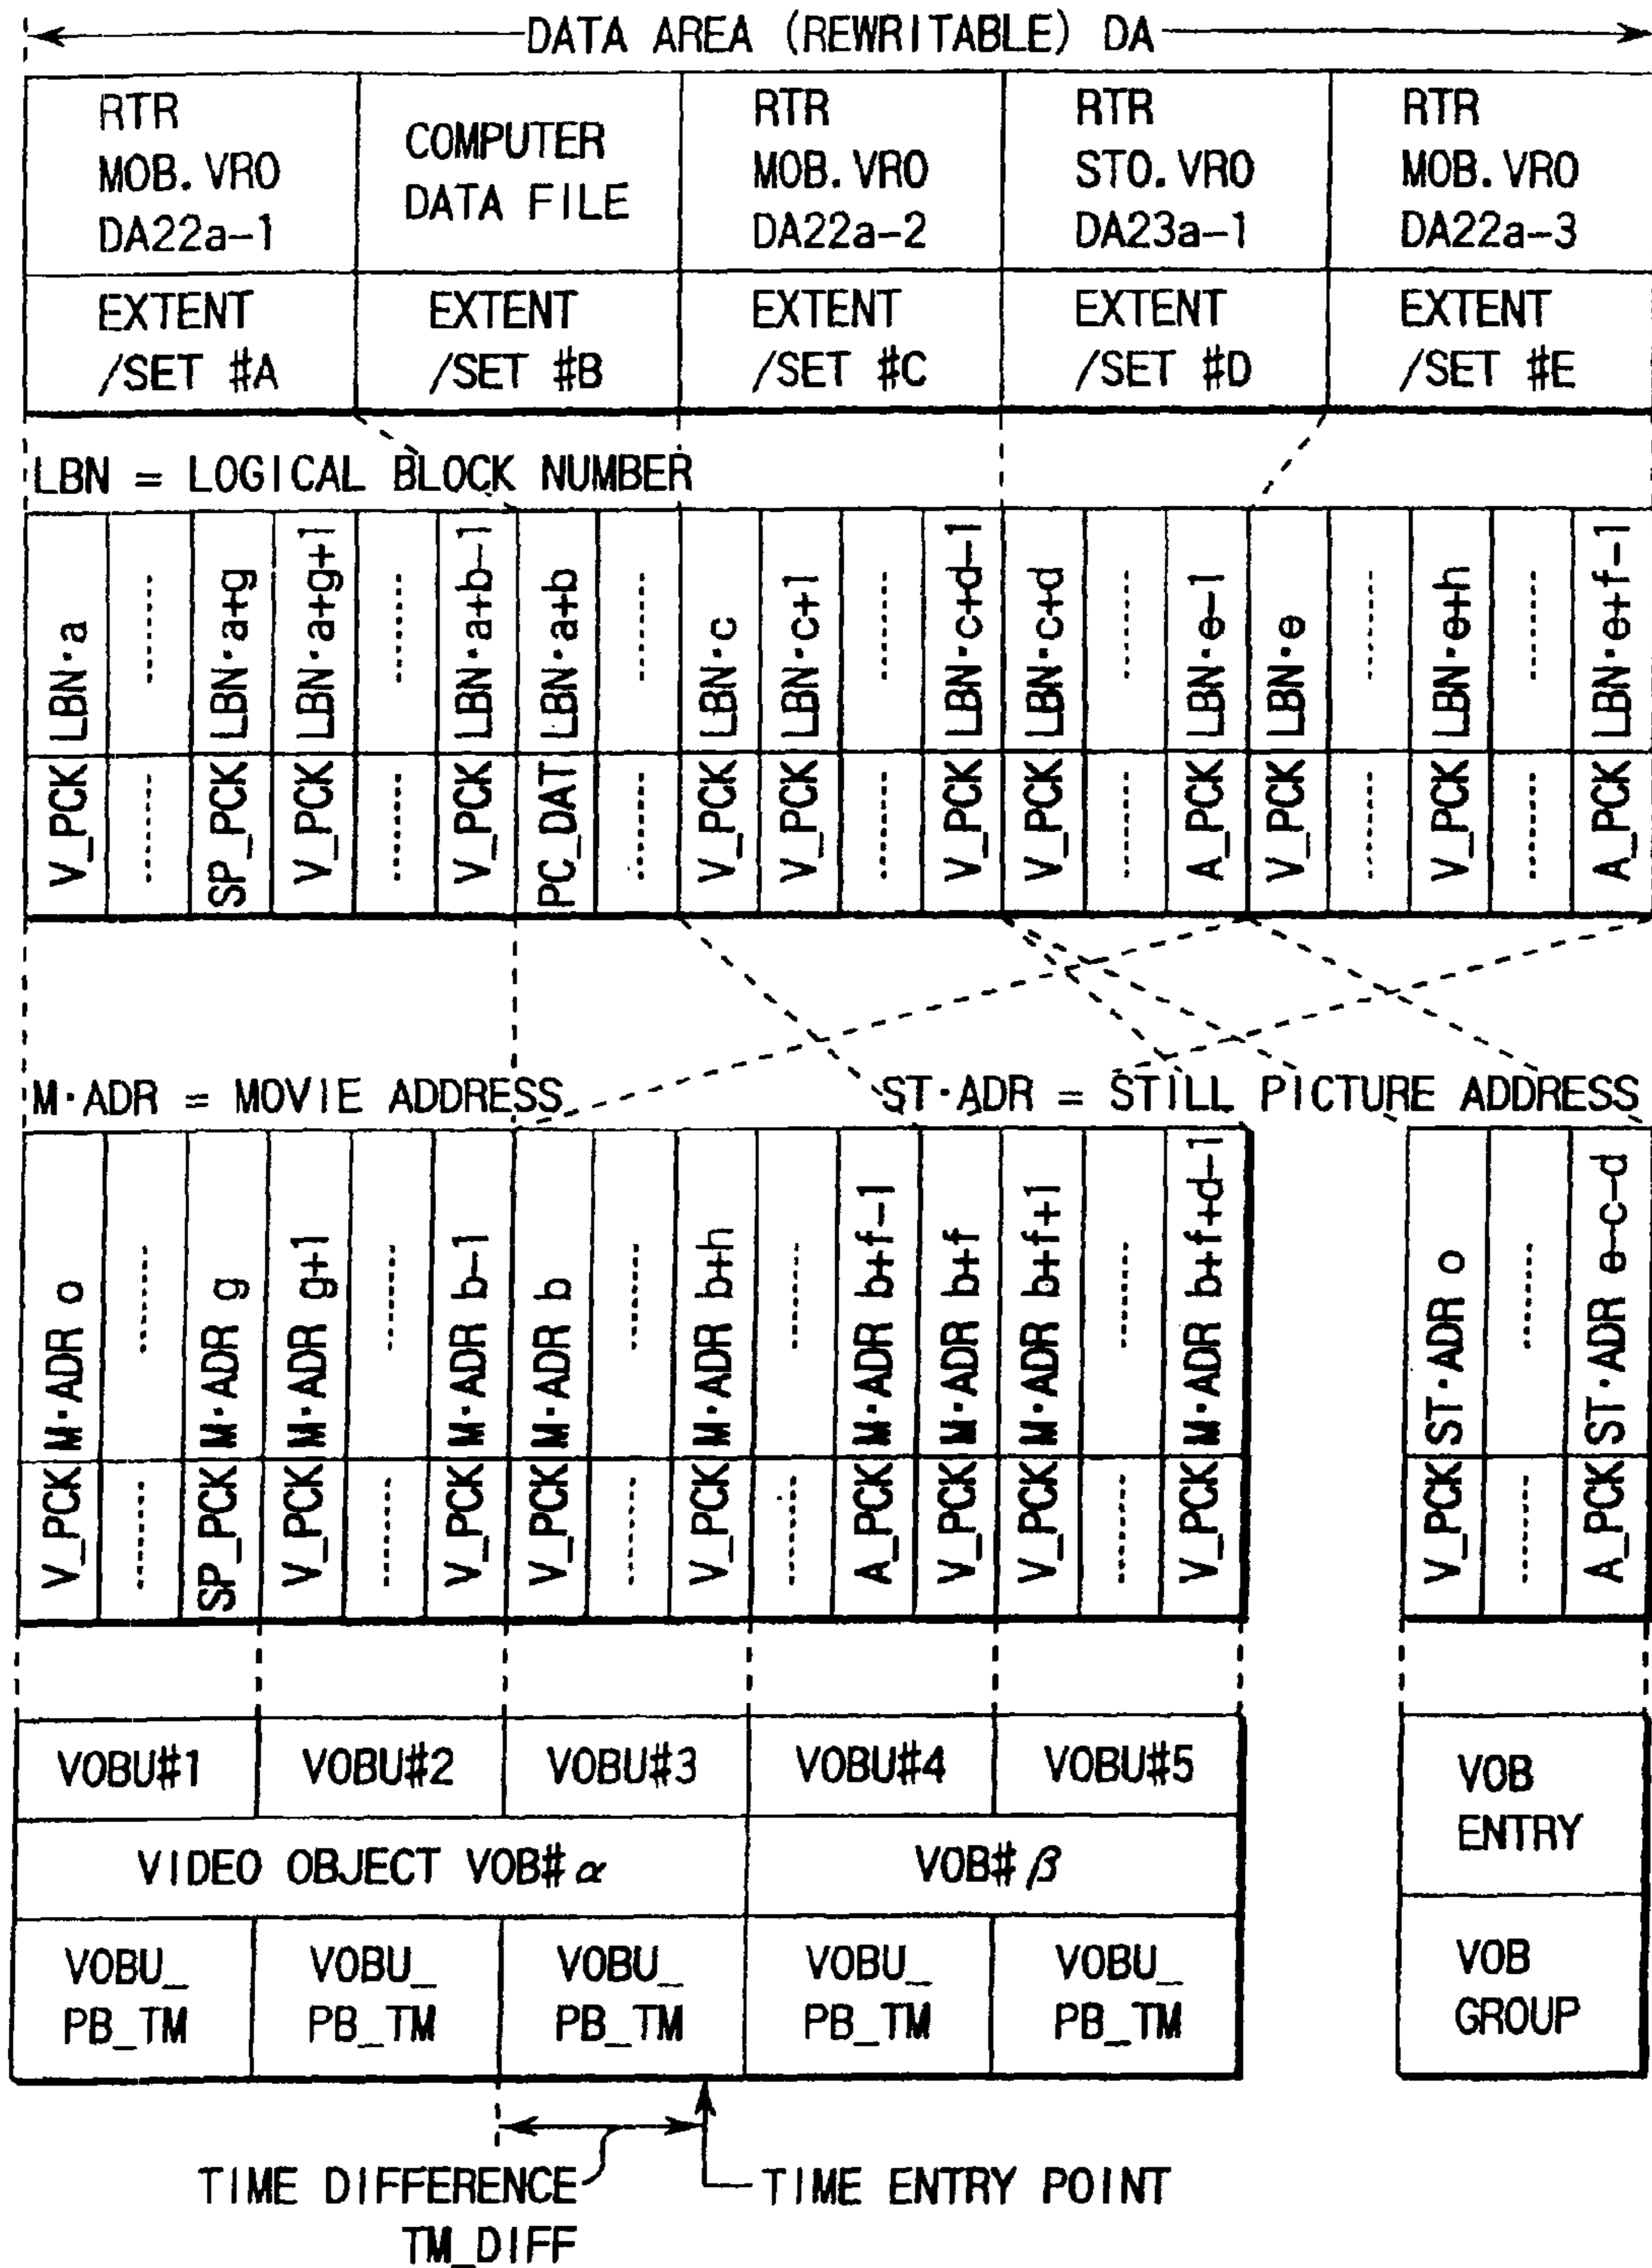 DATA AREA (REWRITABLE) DA
RTR MOB.VRO DA22a-1
COMPUTER DATA FILE
RTR MOB.VRO DA22a-2
RTR STO.VRO DA23a-1
RTR MOB.VRO DA22a-3
EXTENT /SET #A
EXTENT /SET #B
EXTENT /SET #C
EXTENT /SET #D
EXTENT /SET #E
LBN = LOGICAL BLOCK NUMBER
V_PCK LBN·a
SP_PCK LBN·a+g
V_PCK LBN·a+g+1
V_PCK LBN·a+b-1
PC_DAT LBN·a+b
V_PCK LBN·c
V_PCK LBN·c+1
V_PCK LBN·c+d-1
V_PCK LBN·c+d
A_PCK LBN·e-1
V_PCK LBN·e
V_PCK LBN·e+h
A_PCK LBN·e+f-1
M·ADR = MOVIE ADDRESS
ST·ADR = STILL PICTURE ADDRESS
V_PCK M·ADR o
SP_PCK M·ADR g
V_PCK M·ADR g+1
V_PCK M·ADR b-1
V_PCK M·ADR b
V_PCK M·ADR b+h
A_PCK M·ADR b+f-1
V_PCK M·ADR b+f
V_PCK M·ADR b+f+1
V_PCK M·ADR b+f+d-1
V_PCK ST·ADR o
A_PCK ST·ADR e-c-d
VOBU#1
VOBU#2
VOBU#3
VOBU#4
VOBU#5
VOB ENTRY
VIDEO OBJECT VOB#α
VOB#β
VOBU_ PB_TM
VOBU_ PB_TM
VOBU_ PB_TM
VOBU_ PB_TM
VOBU_ PB_TM
VOB GROUP
TIME DIFFERENCE TM_DIFF
TIME ENTRY POINT